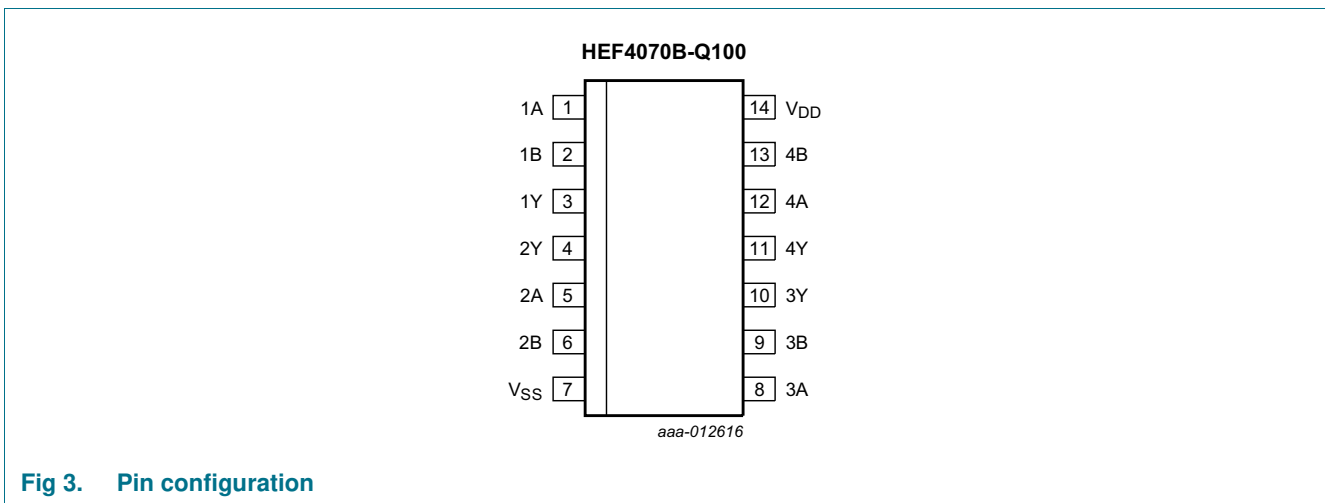 HEF4070B-Q100
1A 1 14 VDD
1B 2 13 4B
1Y 3 12 4A
2Y 4 11 4Y
2A 5 10 3Y
2B 6 9 3B
VSS 7 8 3A
aaa-012616
Fig 3. Pin configuration